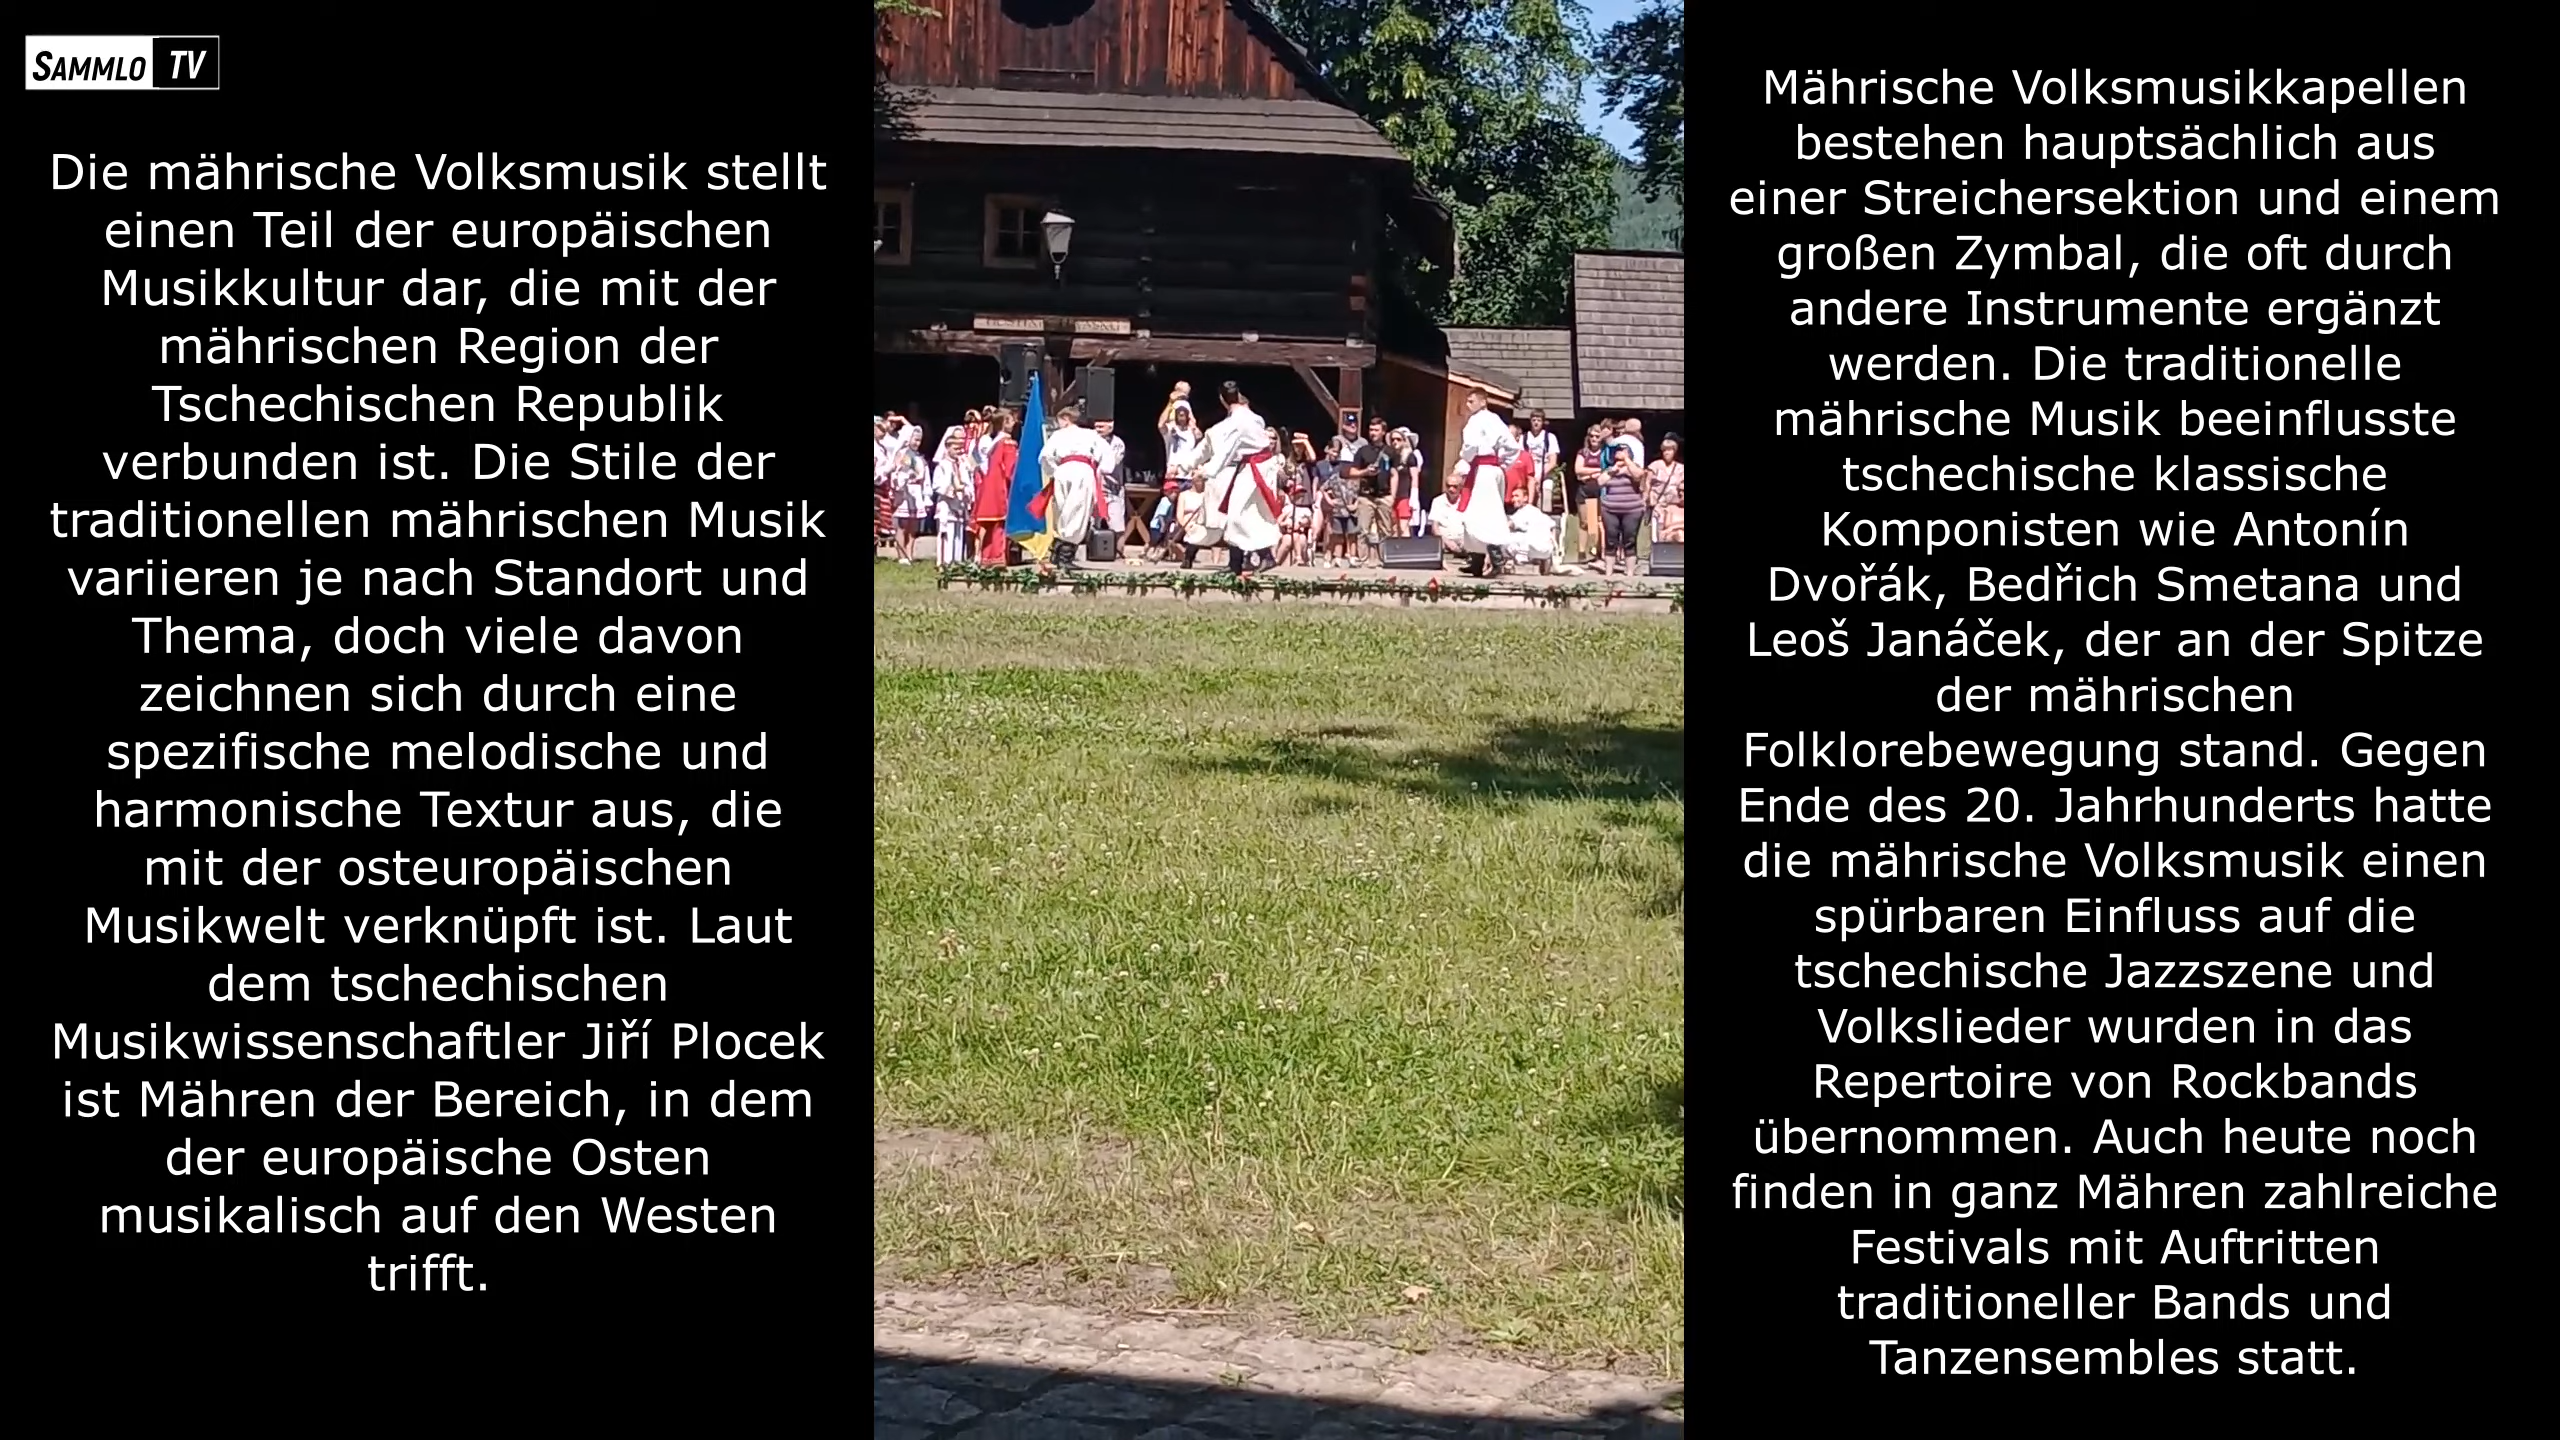 SAMMLO TV
Die mährische Volksmusik stellt
einen Teil der europäischen
Musikkultur dar, die mit der
mährischen Region der
Tschechischen Republik
verbunden ist. Die Stile der
traditionellen mährischen Musik
variieren je nach Standort und
Thema, doch viele davon
zeichnen sich durch eine
spezifische melodische und
harmonische Textur aus, die
mit der osteuropäischen
Musikwelt verknüpft ist. Laut
dem tschechischen
Musikwissenschaftler Jiří Plocek
ist Mähren der Bereich, in dem
der europäische Osten
musikalisch auf den Westen
trifft.
Mährische Volksmusikkapellen
bestehen hauptsächlich aus
einer Streichersektion und einem
großen Zymbal, die oft durch
andere Instrumente ergänzt
werden. Die traditionelle
mährische Musik beeinflusste
tschechische klassische
Komponisten wie Antonín
Dvořák, Bedřich Smetana und
Leoš Janáček, der an der Spitze
der mährischen
Folklorebewegung stand. Gegen
Ende des 20. Jahrhunderts hatte
die mährische Volksmusik einen
spürbaren Einfluss auf die
tschechische Jazzszene und
Volkslieder wurden in das
Repertoire von Rockbands
übernommen. Auch heute noch
finden in ganz Mähren zahlreiche
Festivals mit Auftritten
traditioneller Bands und
Tanzensembles statt.